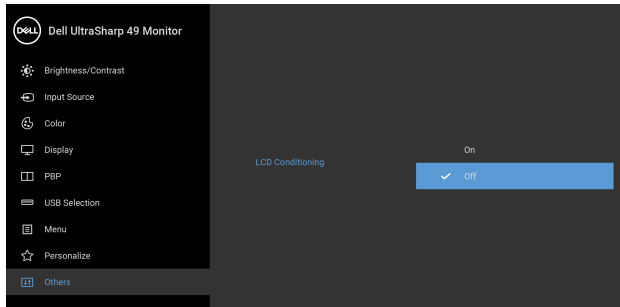 DELL Dell UltraSharp 49 Monitor
Brightness/Contrast
Input Source
Color
Display
PBP
USB Selection
Menu
Personalize
Others
LCD Conditioning
On
Off